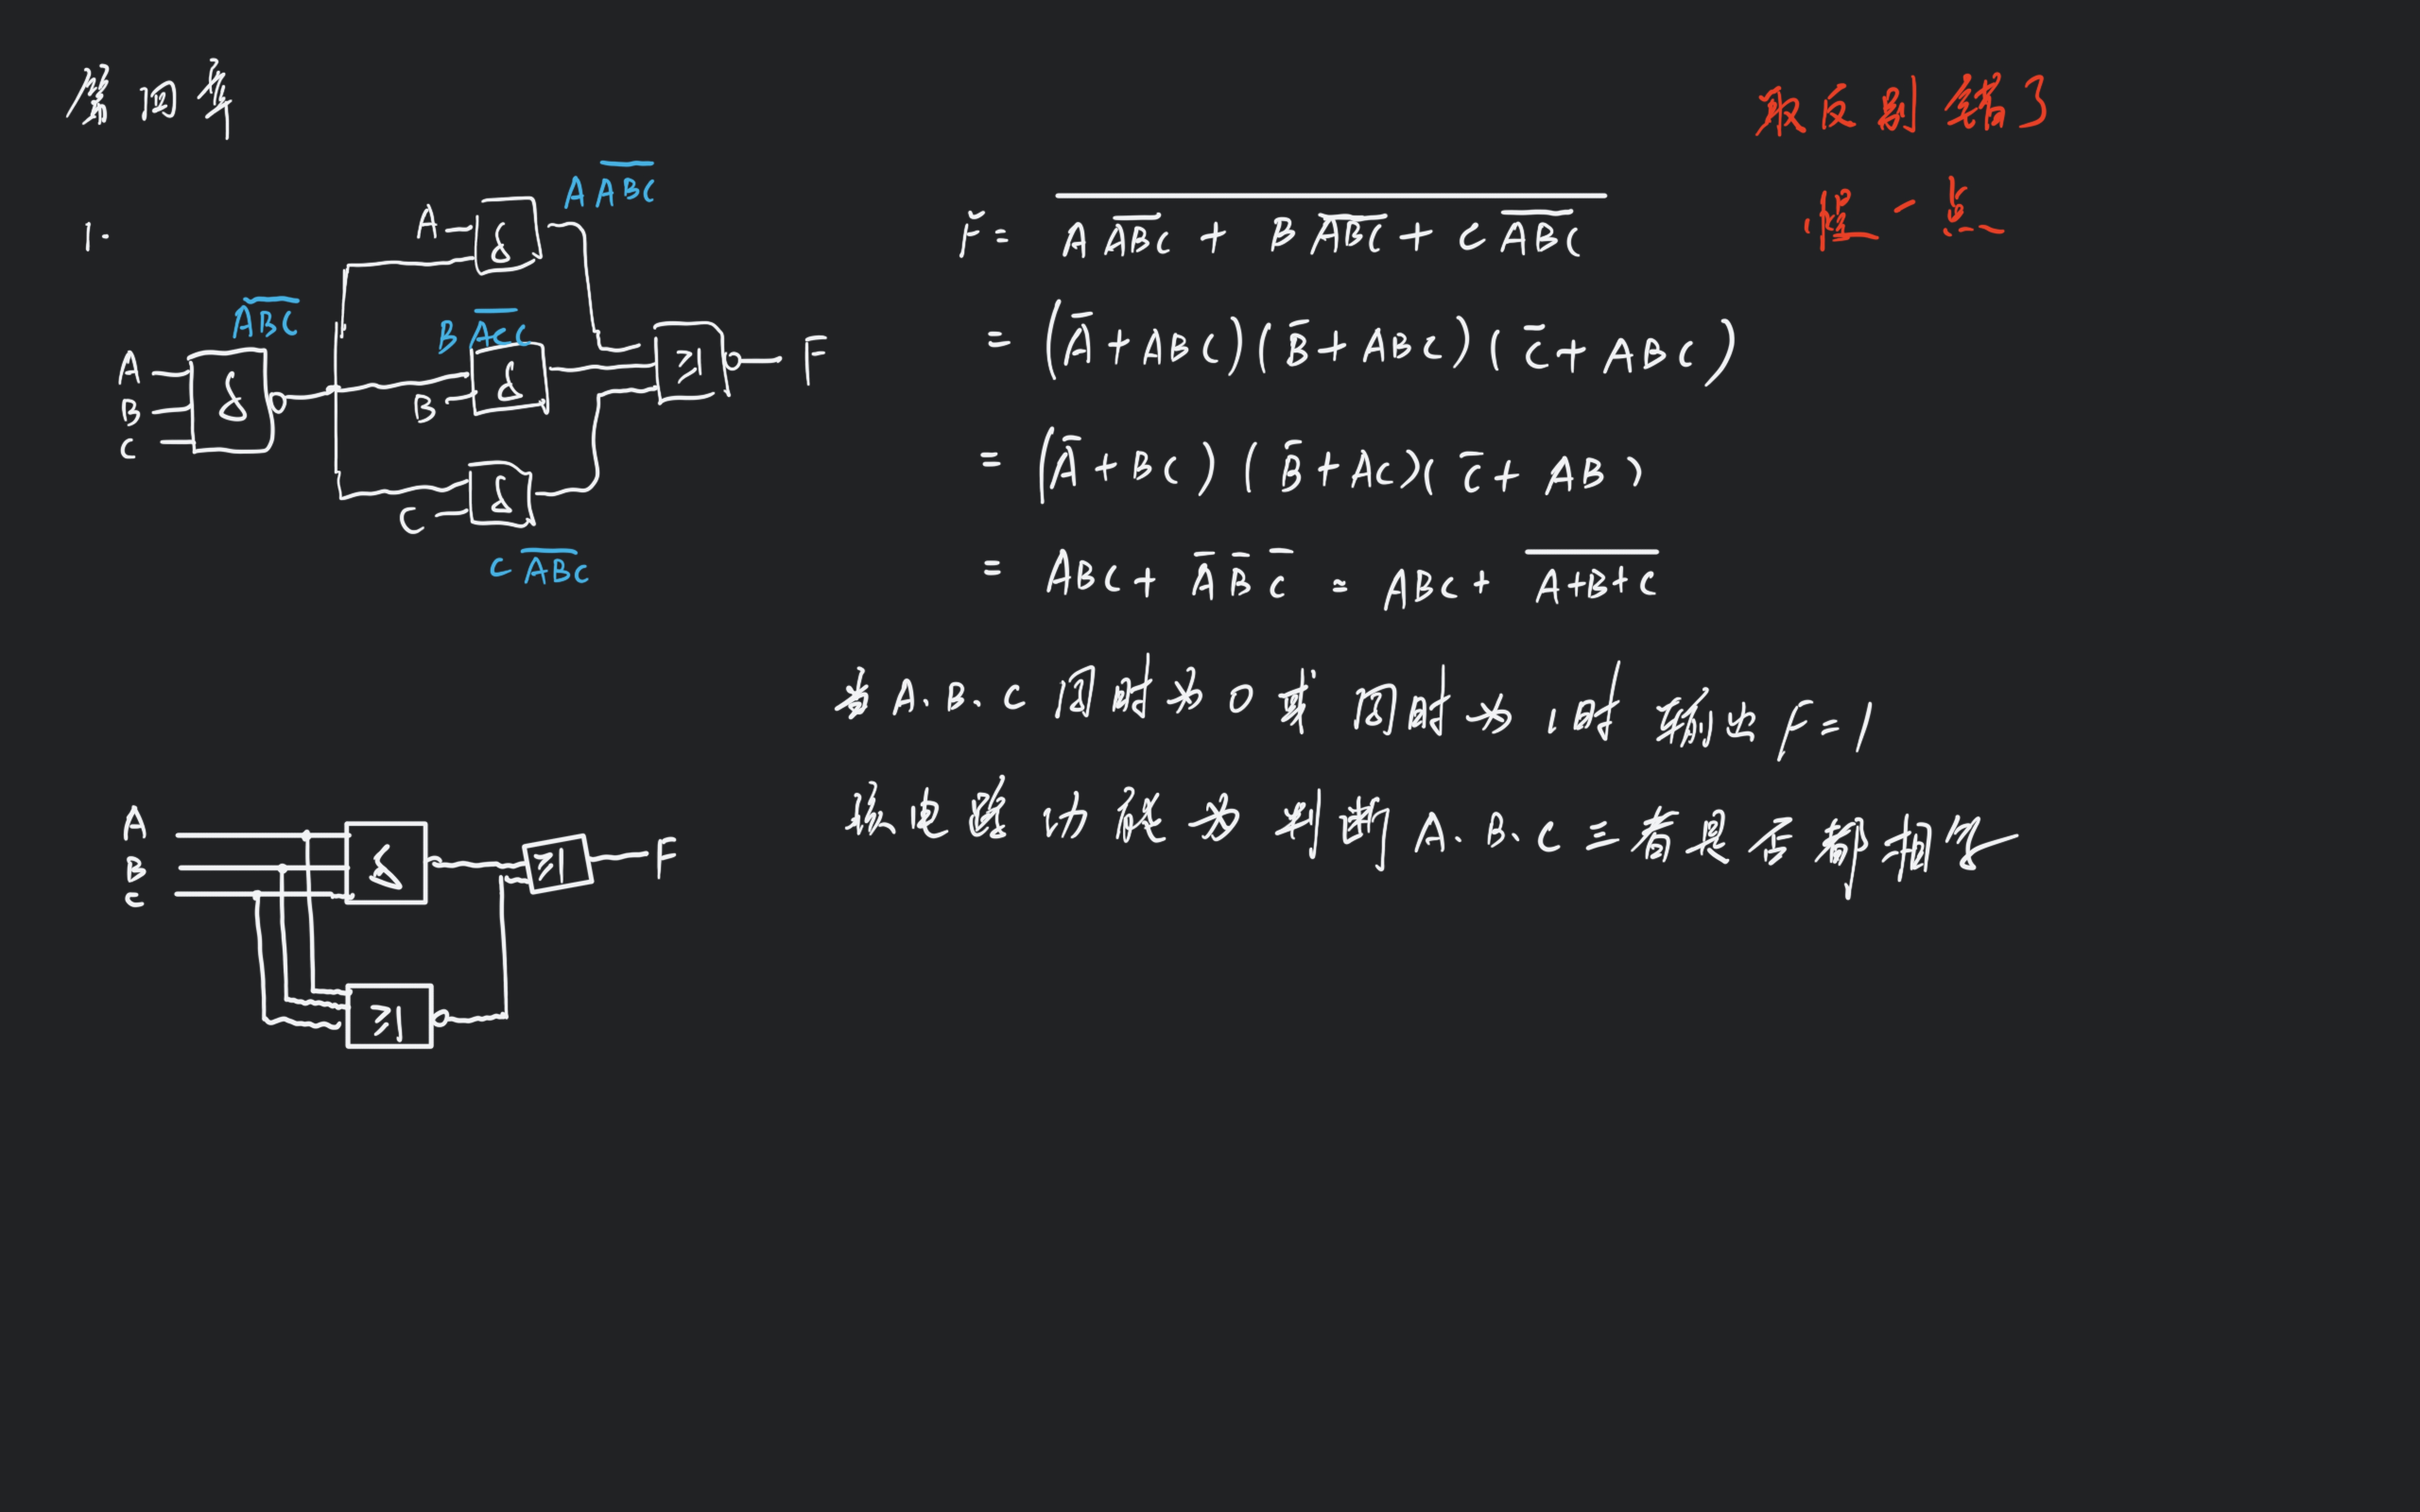 第四章
取反别错了
慢一点
1.
A & A \overline{ABC}
\overline{ABC}
B \overline{ACC}
A
B
C
&
&
B
≥1
F
C
&
C \overline{ABC}
F = \overline{A \overline{ABC} + B \overline{ABC} + C \overline{ABC}}
= (\bar{A} + ABC)(\bar{B} + ABC)(\bar{C} + ABC)
= (\bar{A} + BC)(\bar{B} + AC)(\bar{C} + AB)
= ABC + \bar{A}\bar{B}\bar{C} = ABC + \overline{A+B+C}
当A、B、C同时为0或同时为1时输出F=1
该电路功能为判断A、B、C三者是否都相等
A
B
C
&
≥1
F
≥1